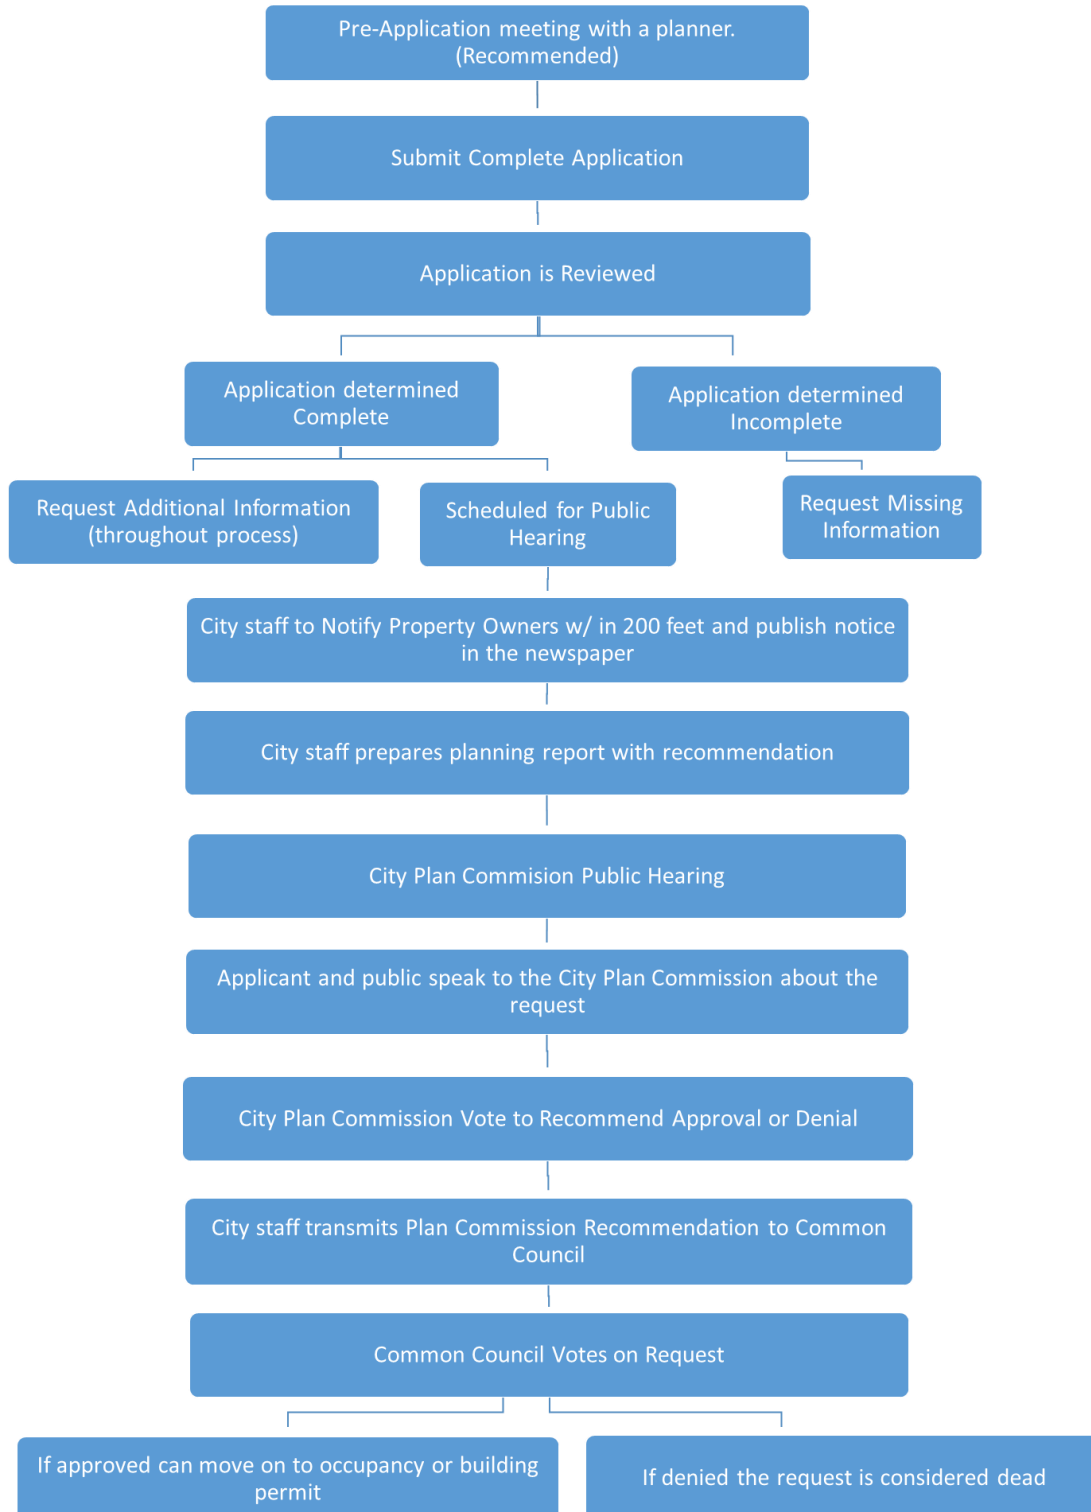 Pre-Application meeting with a planner.
(Recommended)
Submit Complete Application
Application is Reviewed
Application determined
Complete
Application determined
Incomplete
Request Additional Information
(throughout process)
Scheduled for Public
Hearing
Request Missing
Information
City staff to Notify Property Owners w/ in 200 feet and publish notice
in the newspaper
City staff prepares planning report with recommendation
City Plan Commision Public Hearing
Applicant and public speak to the City Plan Commission about the
request
City Plan Commission Vote to Recommend Approval or Denial
City staff transmits Plan Commission Recommendation to Common
Council
Common Council Votes on Request
If approved can move on to occupancy or building
permit
If denied the request is considered dead